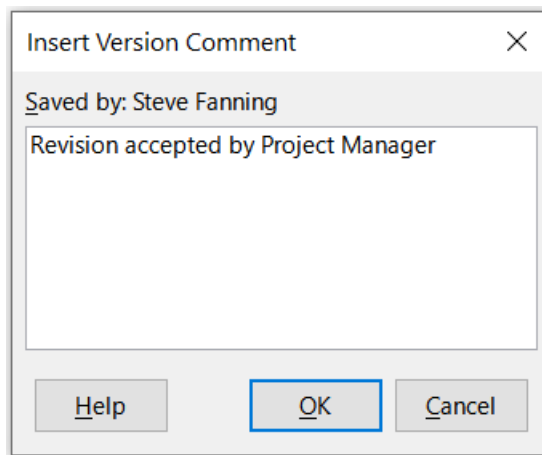 Insert Version Comment
Saved by: Steve Fanning
Revision accepted by Project Manager
Help OK Cancel